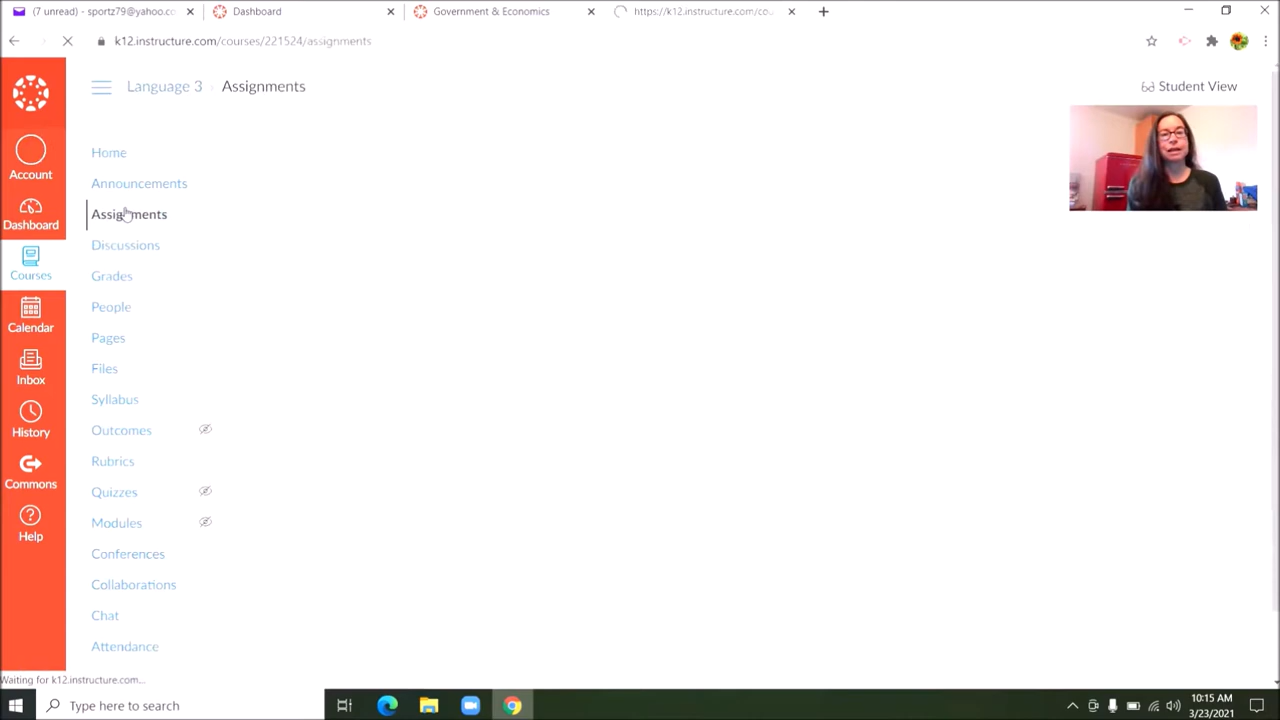 (7 unread) - sportz79@yahoo.co
Dashboard
Government & Economics
https://k12.instructure.com/co...
k12.instructure.com/courses/221524/assignments
Language 3 › Assignments
Student View
Account
Dashboard
Courses
Calendar
Inbox
History
Commons
Help
Home
Announcements
Assignments
Discussions
Grades
People
Pages
Files
Syllabus
Outcomes
Rubrics
Quizzes
Modules
Conferences
Collaborations
Chat
Attendance
Waiting for k12.instructure.com...
Type here to search
10:15 AM
3/23/2021